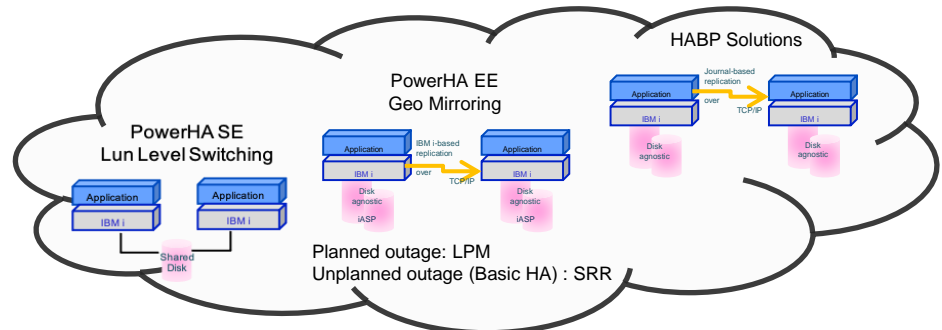 HABP Solutions
Journal-based
replication
over
TCP/IP
Application
IBM i
Disk
agnostic
Application
IBM i
Disk
agnostic
PowerHA EE
Geo Mirroring
IBM i-based
replication
over
TCP/IP
Application
IBM i
Disk
agnostic
iASP
Application
IBM i
Disk
agnostic
iASP
PowerHA SE
Lun Level Switching
Application
IBM i
Application
IBM i
Shared
Disk
Planned outage: LPM
Unplanned outage (Basic HA) : SRR